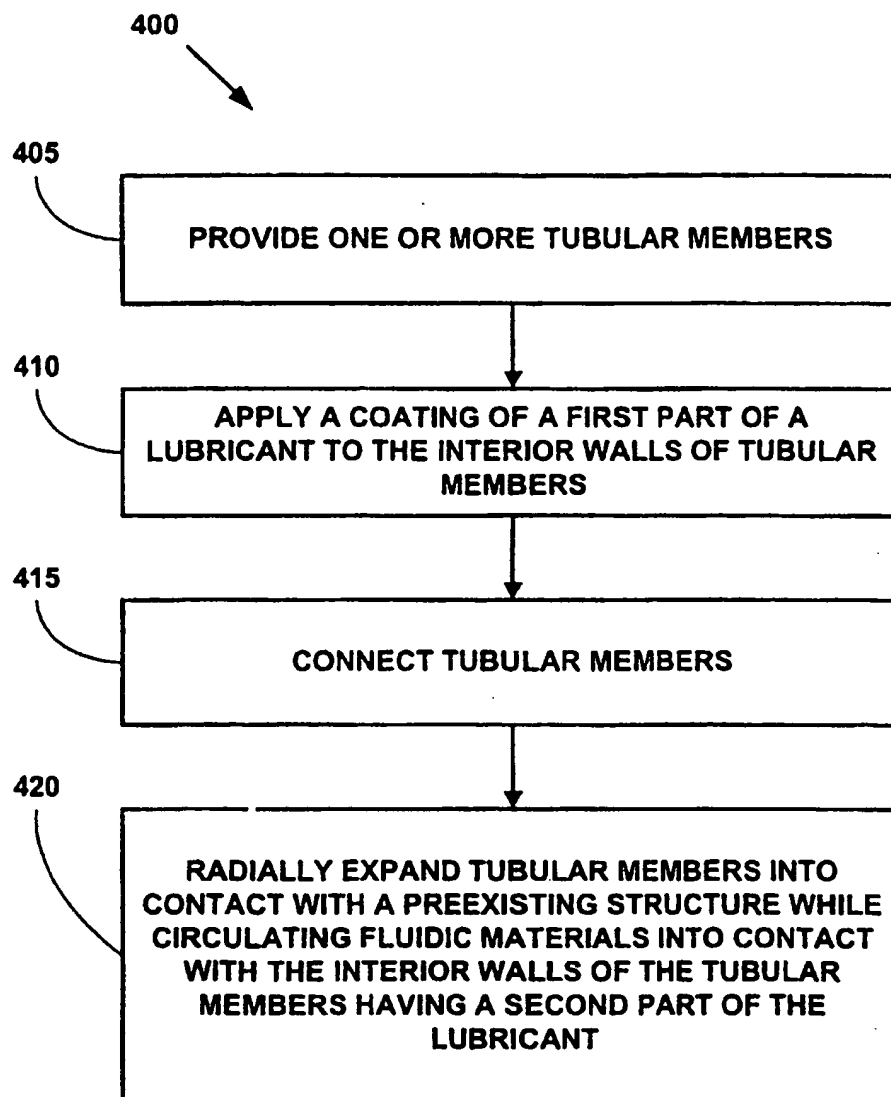 400
405
PROVIDE ONE OR MORE TUBULAR MEMBERS
410
APPLY A COATING OF A FIRST PART OF A
LUBRICANT TO THE INTERIOR WALLS OF TUBULAR
MEMBERS
415
CONNECT TUBULAR MEMBERS
420
RADIALLY EXPAND TUBULAR MEMBERS INTO
CONTACT WITH A PREEXISTING STRUCTURE WHILE
CIRCULATING FLUIDIC MATERIALS INTO CONTACT
WITH THE INTERIOR WALLS OF THE TUBULAR
MEMBERS HAVING A SECOND PART OF THE
LUBRICANT